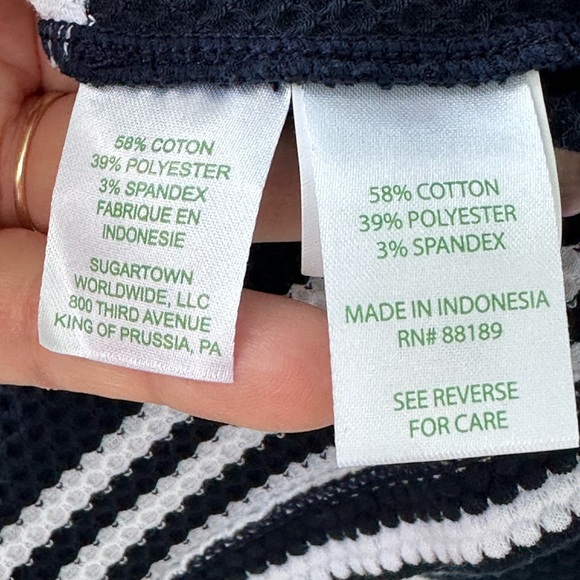 58% COTON
39% POLYESTER
3% SPANDEX
FABRIQUE EN
INDONESIE
SUGARTOWN
WORLDWIDE, LLC
800 THIRD AVENUE
KING OF PRUSSIA, PA
58% COTTON
39% POLYESTER
3% SPANDEX
MADE IN INDONESIA
RN# 88189
SEE REVERSE
FOR CARE